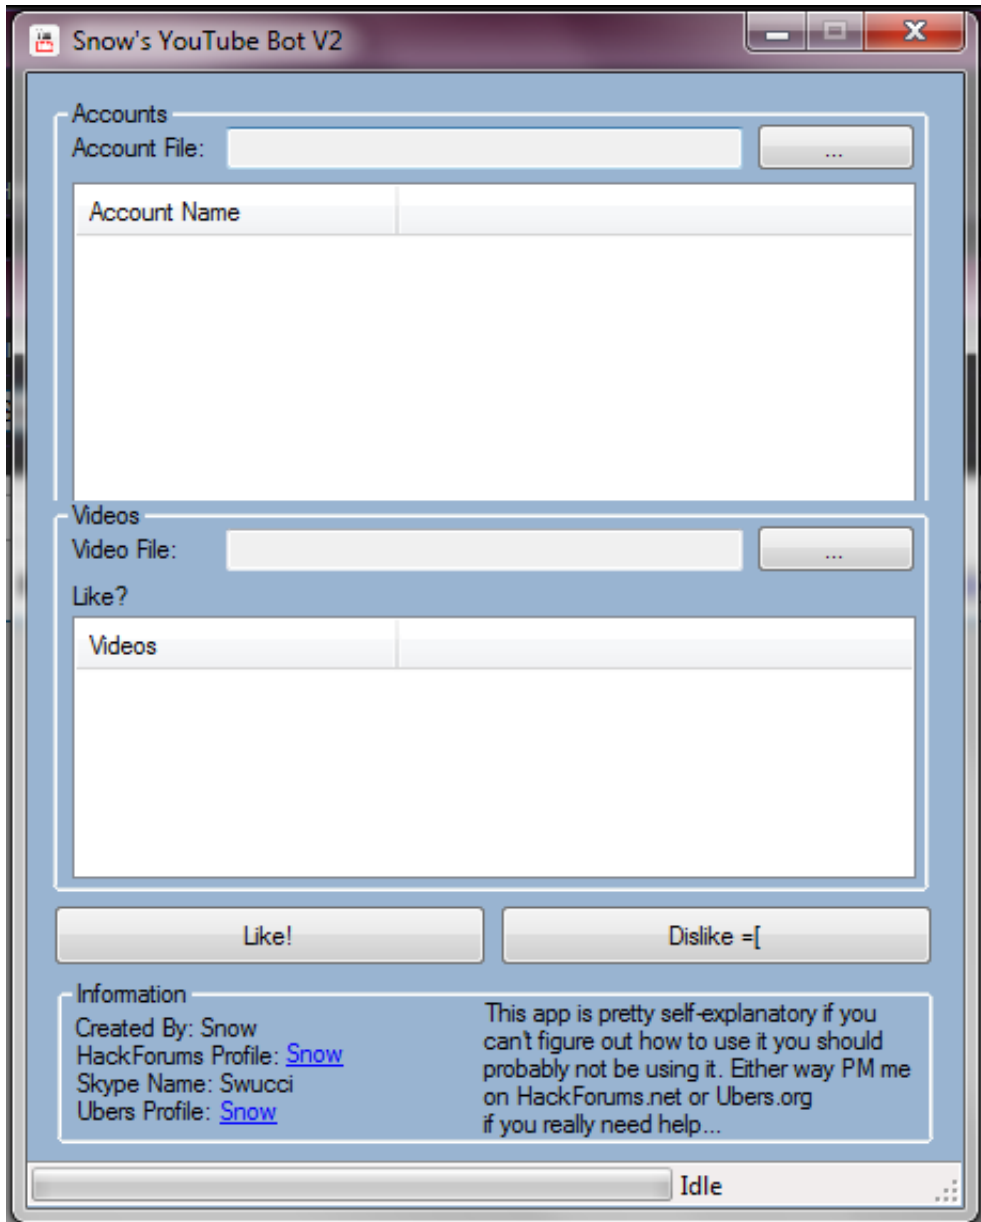 Snow's YouTube Bot V2
Accounts
Account File:
...
Account Name
Videos
Video File:
...
Like?
Videos
Like!
Dislike =[
Information
Created By: Snow
HackForums Profile: Snow
Skype Name: Swucci
Ubers Profile: Snow
This app is pretty self-explanatory if you
can't figure out how to use it you should
probably not be using it. Either way PM me
on HackForums.net or Ubers.org
if you really need help...
Idle